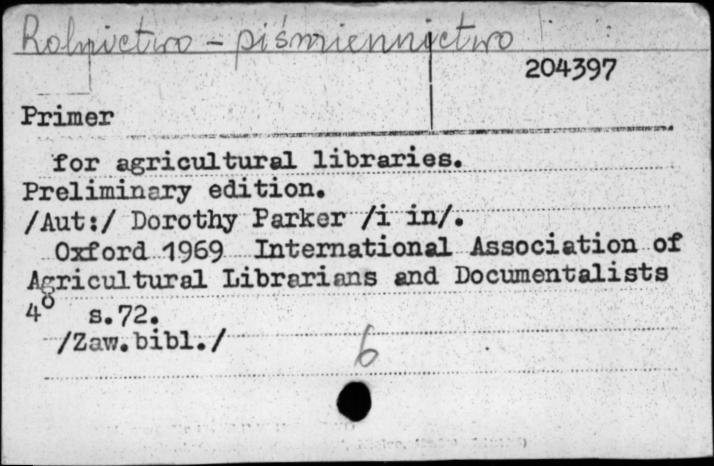 Rolnictwo - piśmiennictwo
204397
Primer
for agricultural libraries.
Preliminary edition.
/Aut:/ Dorothy Parker /i in/.
Oxford 1969 International Association of
Agricultural Librarians and Documentalists
4° s.72.
/Zaw.bibl./
6